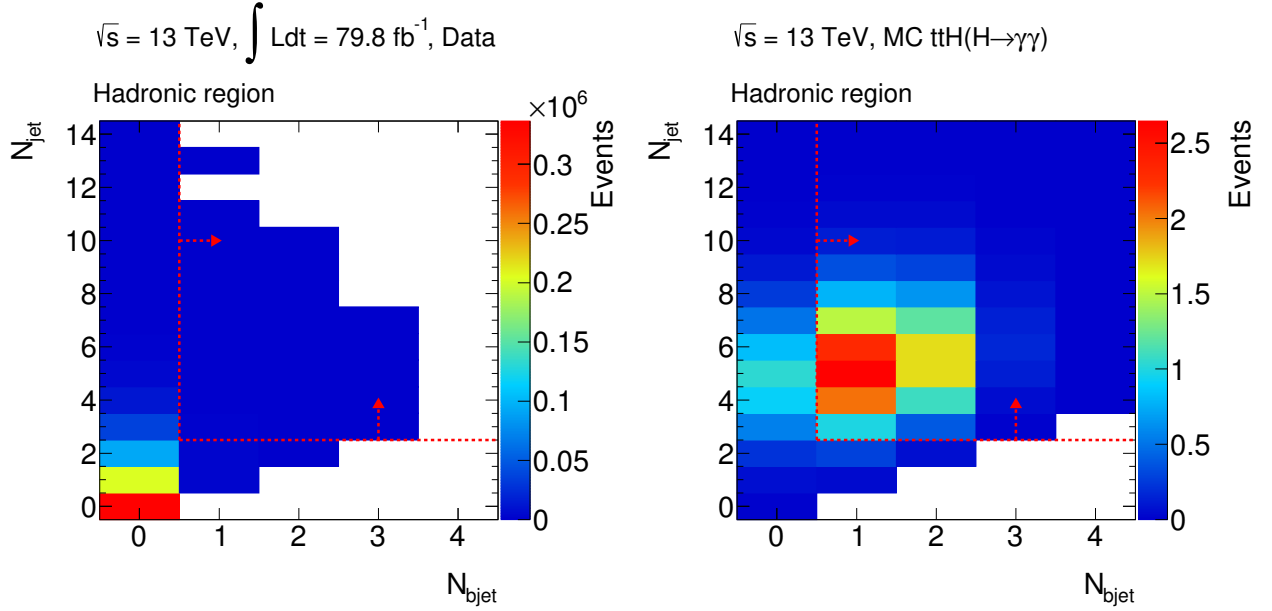 √s = 13 TeV, ∫ Ldt = 79.8 fb⁻¹, Data
Hadronic region
×10⁶
N_jet
Events
14
12
10
8
6
4
2
0
0.3
0.25
0.2
0.15
0.1
0.05
0
0 1 2 3 4
N_bjet
√s = 13 TeV, MC ttH(H→γγ)
Hadronic region
N_jet
Events
14
12
10
8
6
4
2
0
2.5
2
1.5
1
0.5
0
0 1 2 3 4
N_bjet